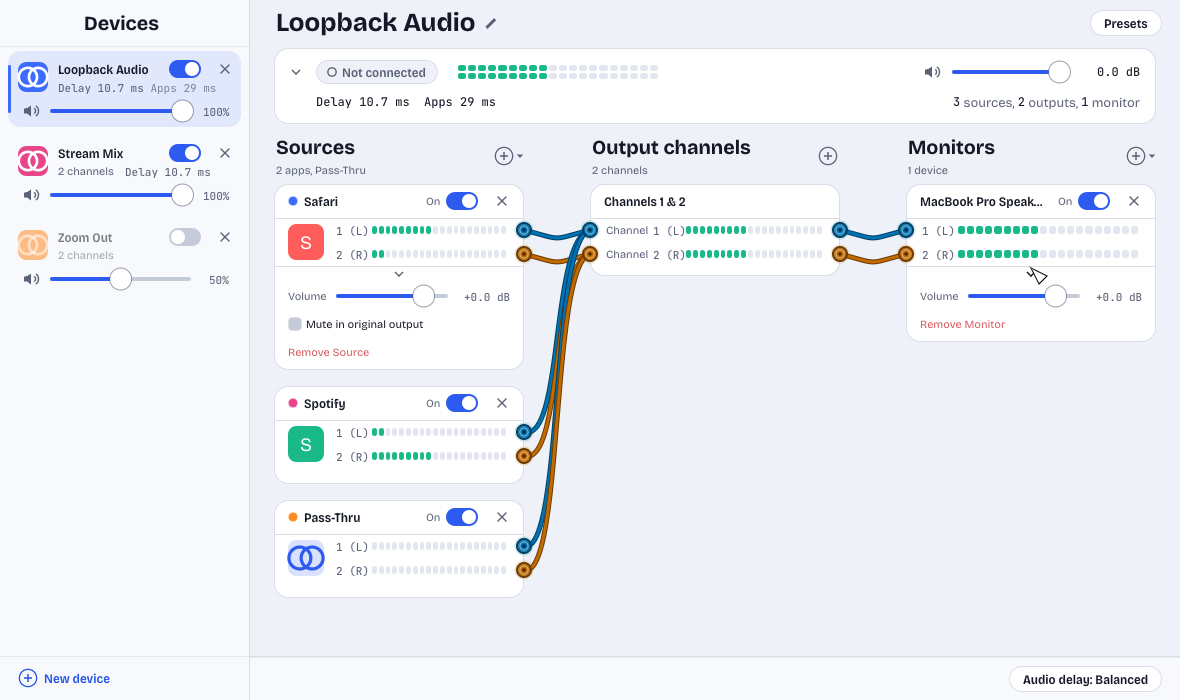 Devices
Loopback Audio
Delay 10.7 ms Apps 29 ms
100%
Stream Mix
2 channels Delay 10.7 ms
100%
Zoom Out
2 channels
50%
New device
Loopback Audio
Presets
Not connected
0.0 dB
Delay 10.7 ms Apps 29 ms
3 sources, 2 outputs, 1 monitor
Sources
2 apps, Pass-Thru
Safari On
S
1 (L)
2 (R)
Volume +0.0 dB
Mute in original output
Remove Source
Spotify On
S
1 (L)
2 (R)
Pass-Thru On
1 (L)
2 (R)
Output channels
2 channels
Channels 1 & 2
Channel 1 (L)
Channel 2 (R)
Monitors
1 device
MacBook Pro Speak... On
1 (L)
2 (R)
Volume +0.0 dB
Remove Monitor
Audio delay: Balanced